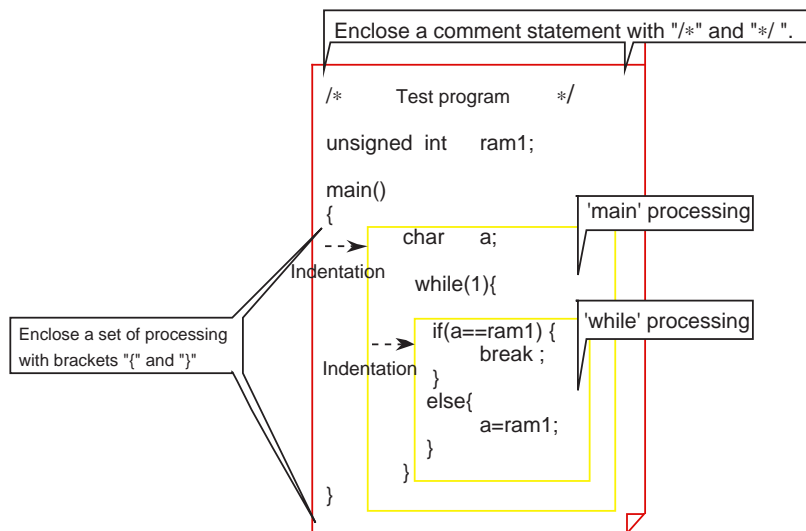 Enclose a comment statement with "/*" and "*/ ".
/* Test program */
unsigned int ram1;
main()
{
'main' processing
char a;
Indentation
while(1){
'while' processing
if(a==ram1) {
Enclose a set of processing
with brackets "{" and "}"
break ;
Indentation
}
else{
a=ram1;
}
}
}